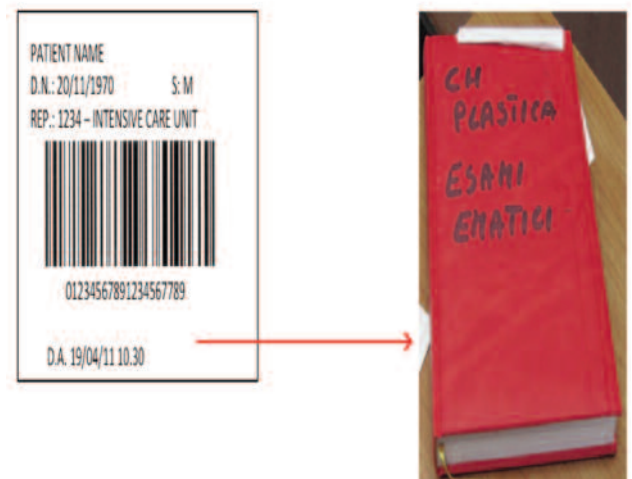 PATIENT NAME
D.N.: 20/11/1970 S: M
REP.: 1234 – INTENSIVE CARE UNIT
01234567891234567789
D.A. 19/04/11 10.30
CH
PLASTICA
ESAMI
EMATICI